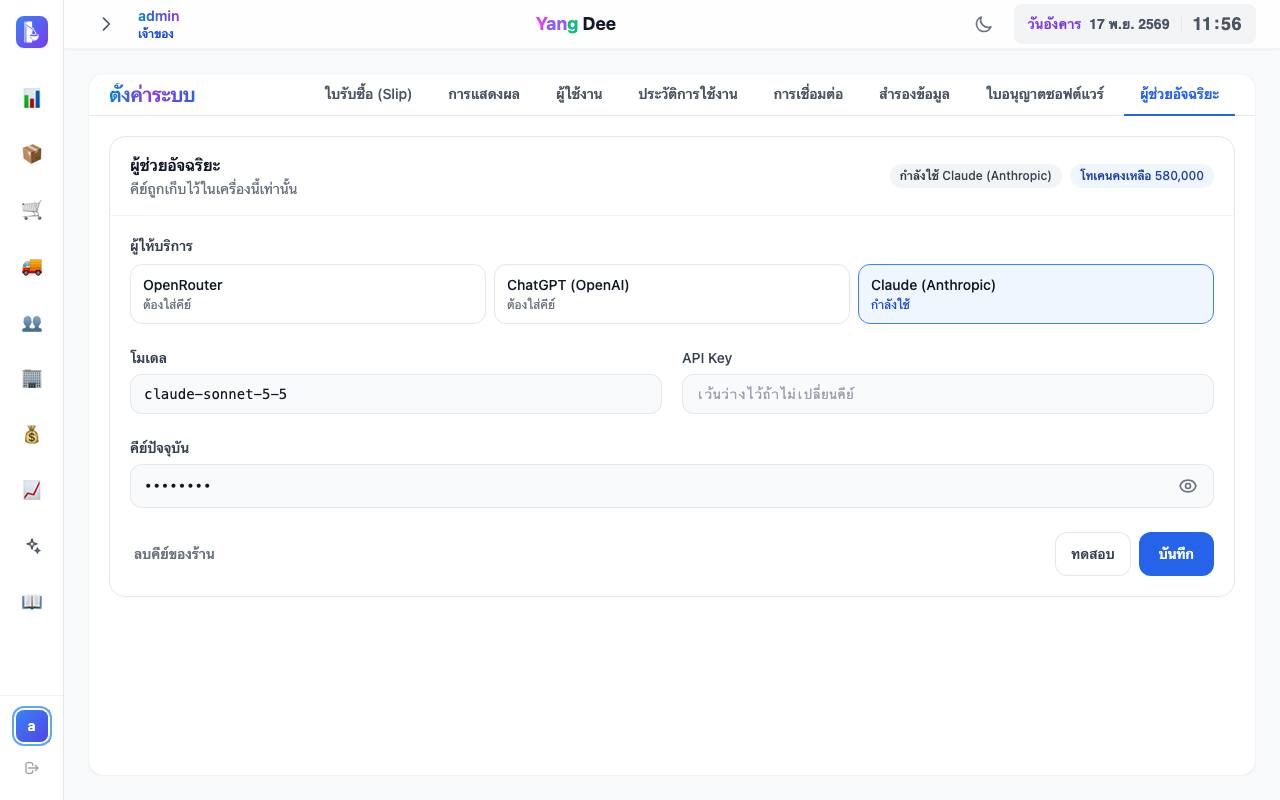 admin
เจ้าของ
Yang Dee
วันอังคาร 17 พ.ย. 2569 11:56
ตั้งค่าระบบ
ใบรับซื้อ (Slip)
การแสดงผล
ผู้ใช้งาน
ประวัติการใช้งาน
การเชื่อมต่อ
สำรองข้อมูล
ใบอนุญาตซอฟต์แวร์
ผู้ช่วยอัจฉริยะ
ผู้ช่วยอัจฉริยะ
คีย์ถูกเก็บไว้ในเครื่องนี้เท่านั้น
กำลังใช้ Claude (Anthropic)
โทเคนคงเหลือ 580,000
ผู้ให้บริการ
OpenRouter
ต้องใส่คีย์
ChatGPT (OpenAI)
ต้องใส่คีย์
Claude (Anthropic)
กำลังใช้
โมเดล
claude-sonnet-5-5
API Key
เว้นว่างไว้ถ้าไม่เปลี่ยนคีย์
คีย์ปัจจุบัน
••••••••
ลบคีย์ของร้าน
ทดสอบ
บันทึก
a